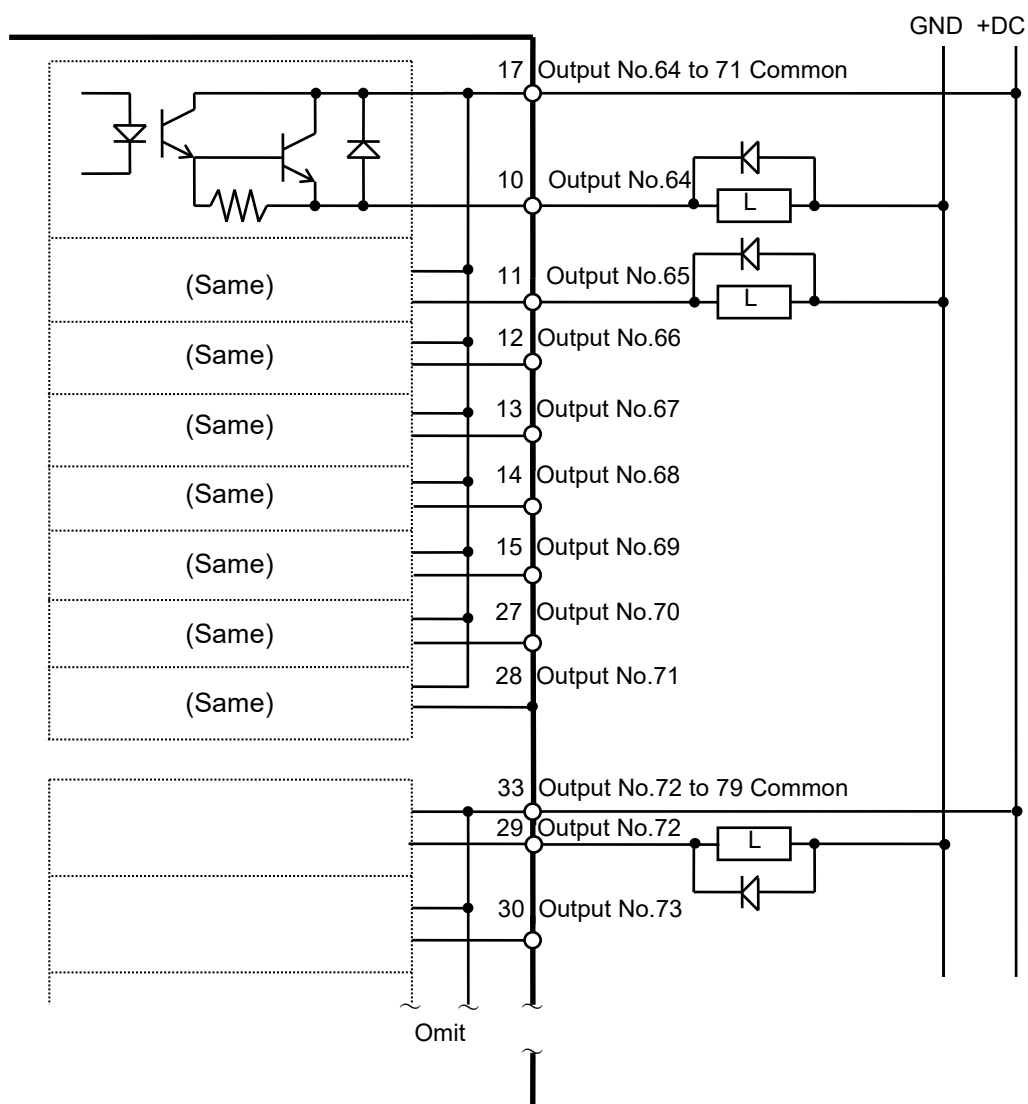 GND +DC
17 Output No.64 to 71 Common
10 Output No.64
L
(Same)
11 Output No.65
L
(Same)
12 Output No.66
(Same)
13 Output No.67
(Same)
14 Output No.68
(Same)
15 Output No.69
(Same)
27 Output No.70
(Same)
28 Output No.71
33 Output No.72 to 79 Common
29 Output No.72
L
30 Output No.73
Omit